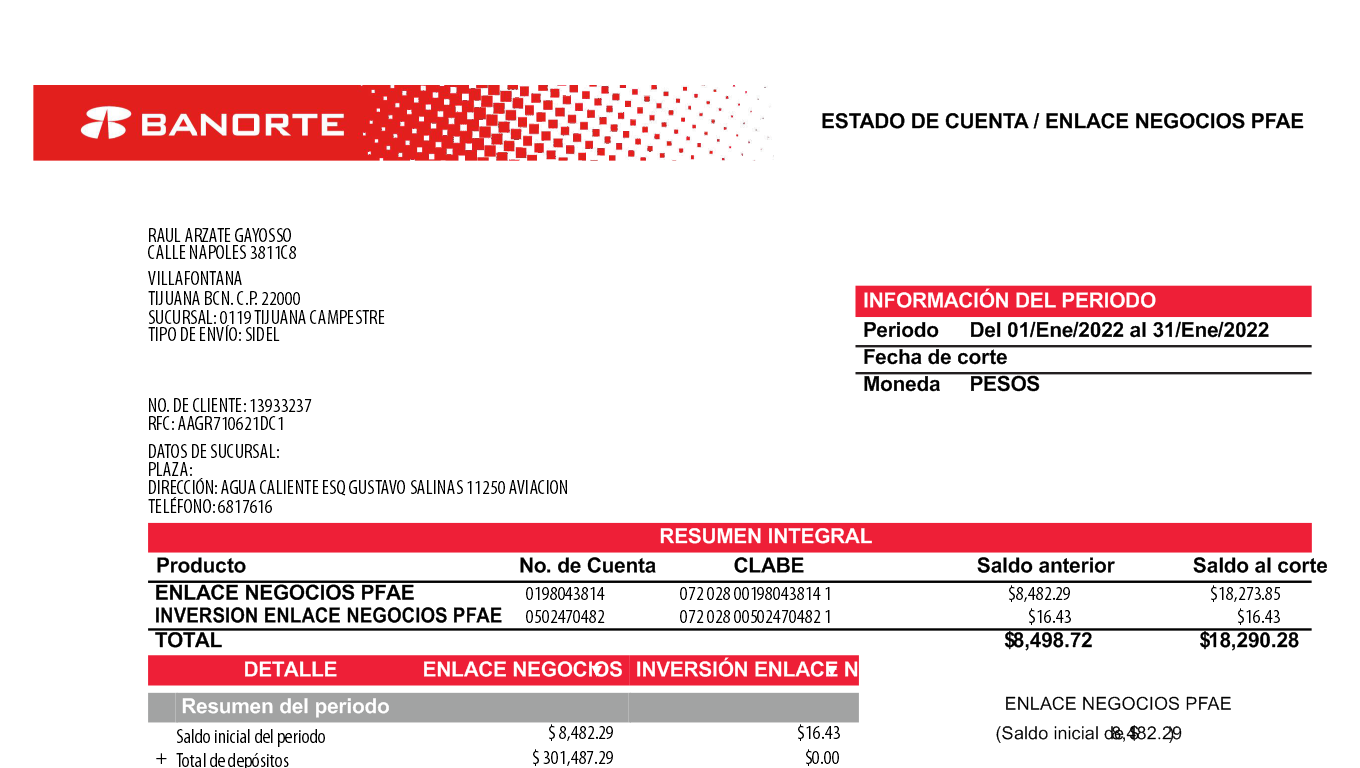 BANORTE
ESTADO DE CUENTA / ENLACE NEGOCIOS PFAE
RAUL ARZATE GAYOSSO
CALLE NAPOLES 3811C8
VILLAFONTANA
TIJUANA BCN. C.P. 22000
SUCURSAL: 0119 TIJUANA CAMPESTRE
TIPO DE ENVÍO: SIDEL
INFORMACIÓN DEL PERIODO
Periodo Del 01/Ene/2022 al 31/Ene/2022
Fecha de corte
Moneda PESOS
NO. DE CLIENTE: 13933237
RFC: AAGR710621DC1
DATOS DE SUCURSAL:
PLAZA:
DIRECCIÓN: AGUA CALIENTE ESQ GUSTAVO SALINAS 11250 AVIACION
TELÉFONO: 6817616
RESUMEN INTEGRAL
Producto No. de Cuenta CLABE Saldo anterior Saldo al corte
ENLACE NEGOCIOS PFAE 0198043814 072 028 00198043814 1 $8,482.29 $18,273.85
INVERSION ENLACE NEGOCIOS PFAE 0502470482 072 028 00502470482 1 $16.43 $16.43
TOTAL $8,498.72 $18,290.28
DETALLE ENLACE NEGOCIOS INVERSIÓN ENLACE N
Resumen del periodo
Saldo inicial del periodo $ 8,482.29 $16.43
+ Total de depósitos $ 301,487.29 $0.00
ENLACE NEGOCIOS PFAE
(Saldo inicial de $ 8,482.29)